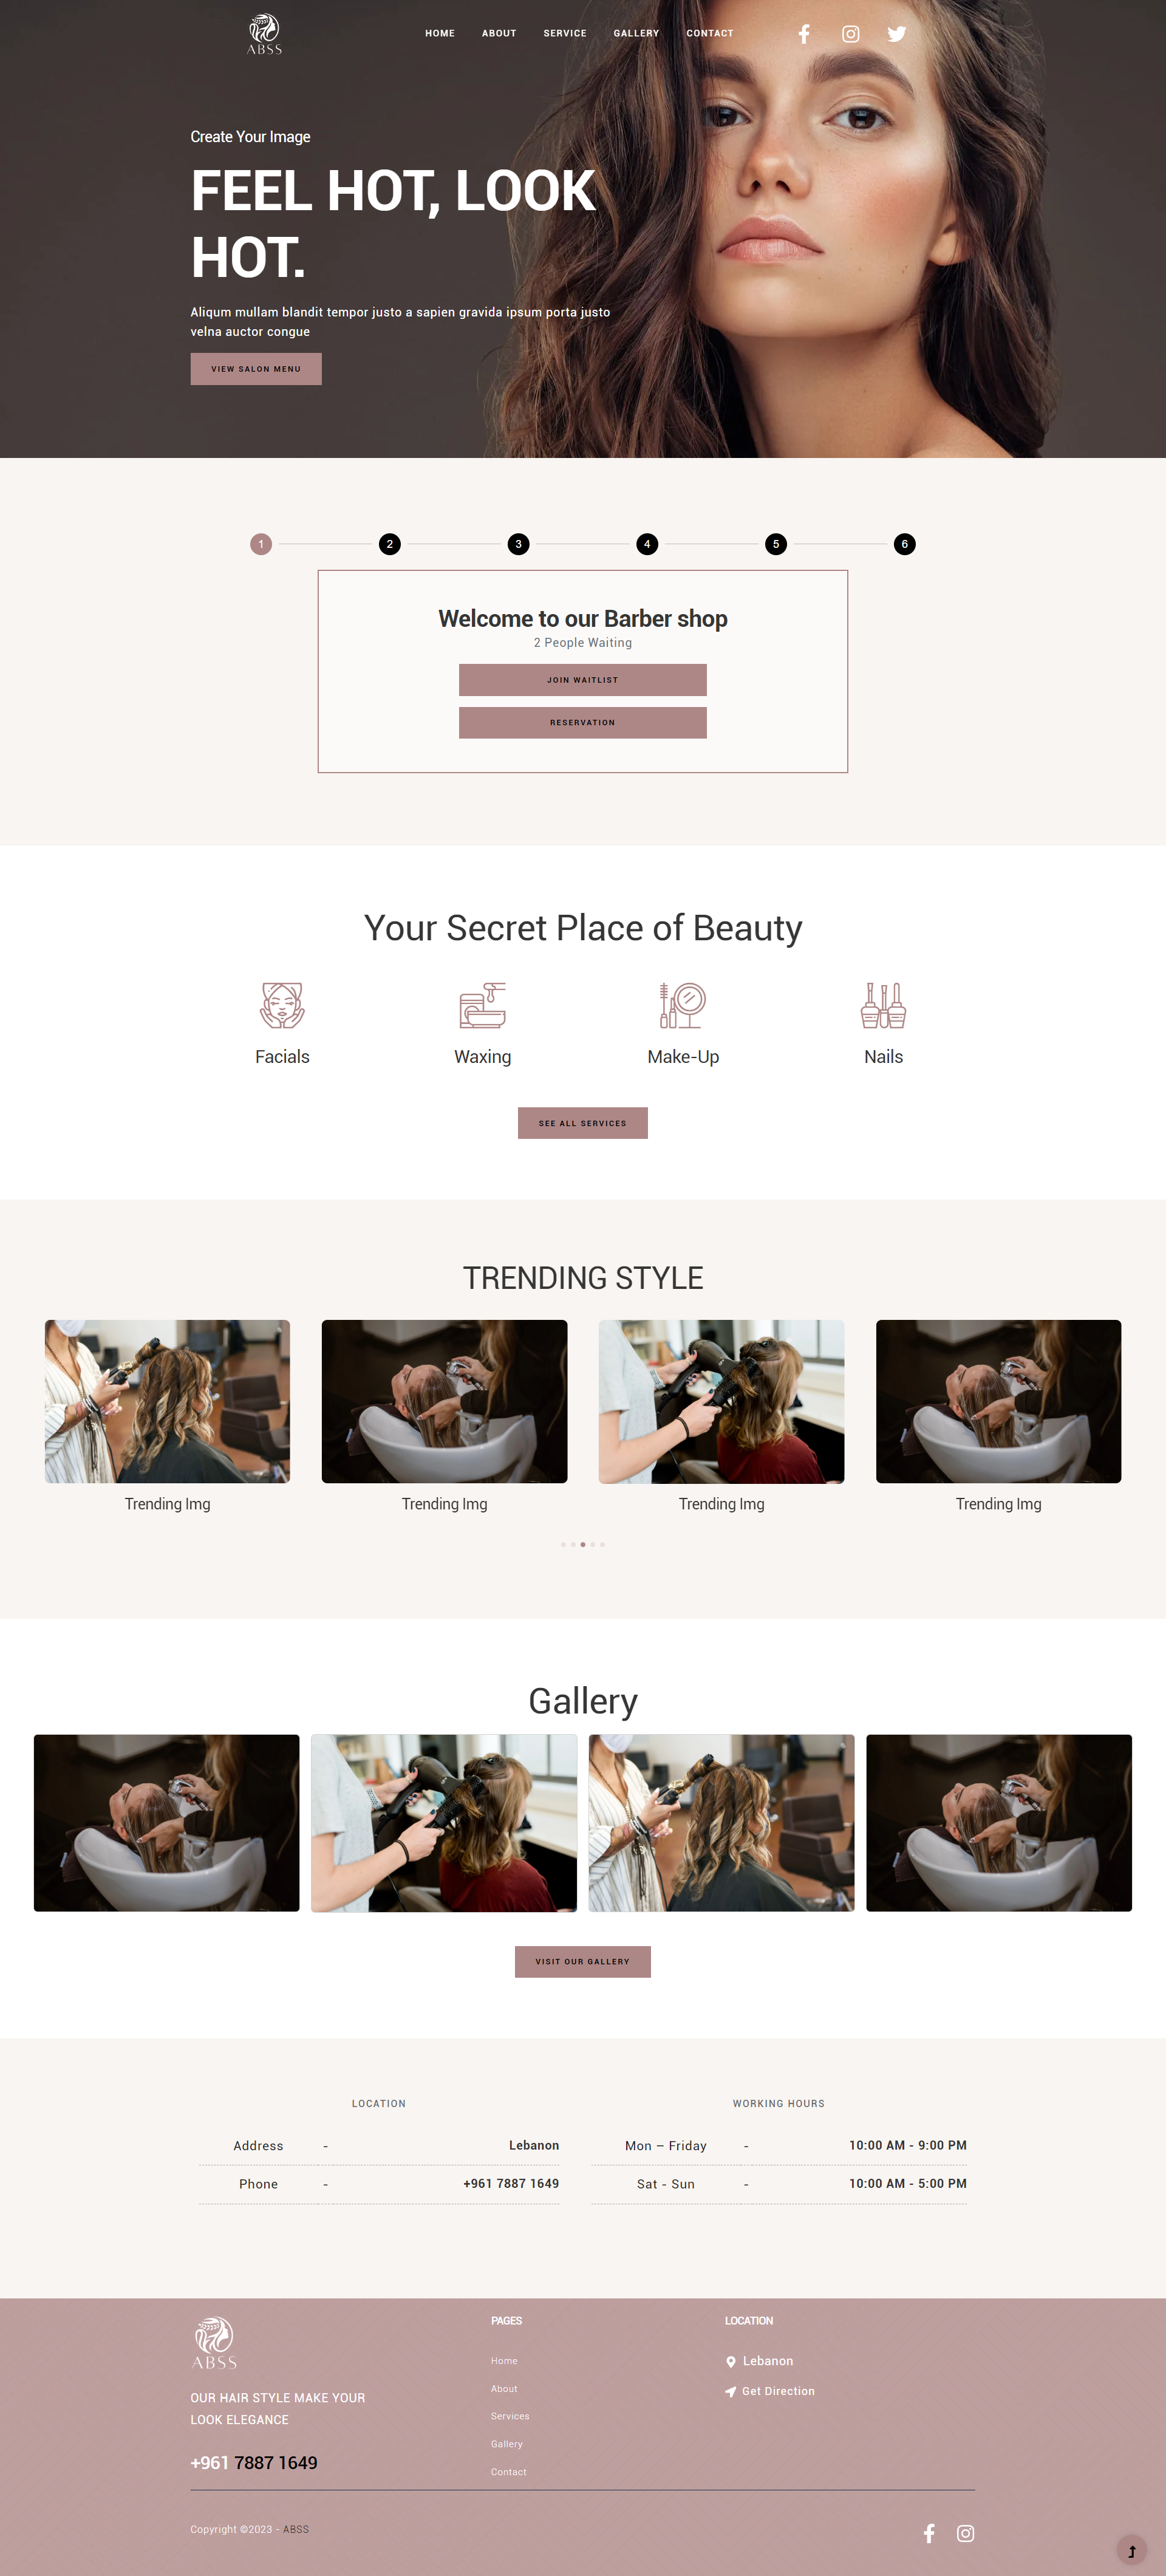 ABSS
HOME ABOUT SERVICE GALLERY CONTACT
Create Your Image
FEEL HOT, LOOK
HOT.
Aliqum mullam blandit tempor justo a sapien gravida ipsum porta justo
velna auctor congue
VIEW SALON MENU
1 2 3 4 5 6
Welcome to our Barber shop
2 People Waiting
JOIN WAITLIST
RESERVATION
Your Secret Place of Beauty
Facials Waxing Make-Up Nails
SEE ALL SERVICES
TRENDING STYLE
Trending Img Trending Img Trending Img Trending Img
Gallery
VISIT OUR GALLERY
LOCATION
Address - Lebanon
Phone - +961 7887 1649
WORKING HOURS
Mon – Friday - 10:00 AM - 9:00 PM
Sat - Sun - 10:00 AM - 5:00 PM
ABSS
OUR HAIR STYLE MAKE YOUR
LOOK ELEGANCE
+961 7887 1649
PAGES
Home
About
Services
Gallery
Contact
LOCATION
Lebanon
Get Direction
Copyright ©2023 - ABSS